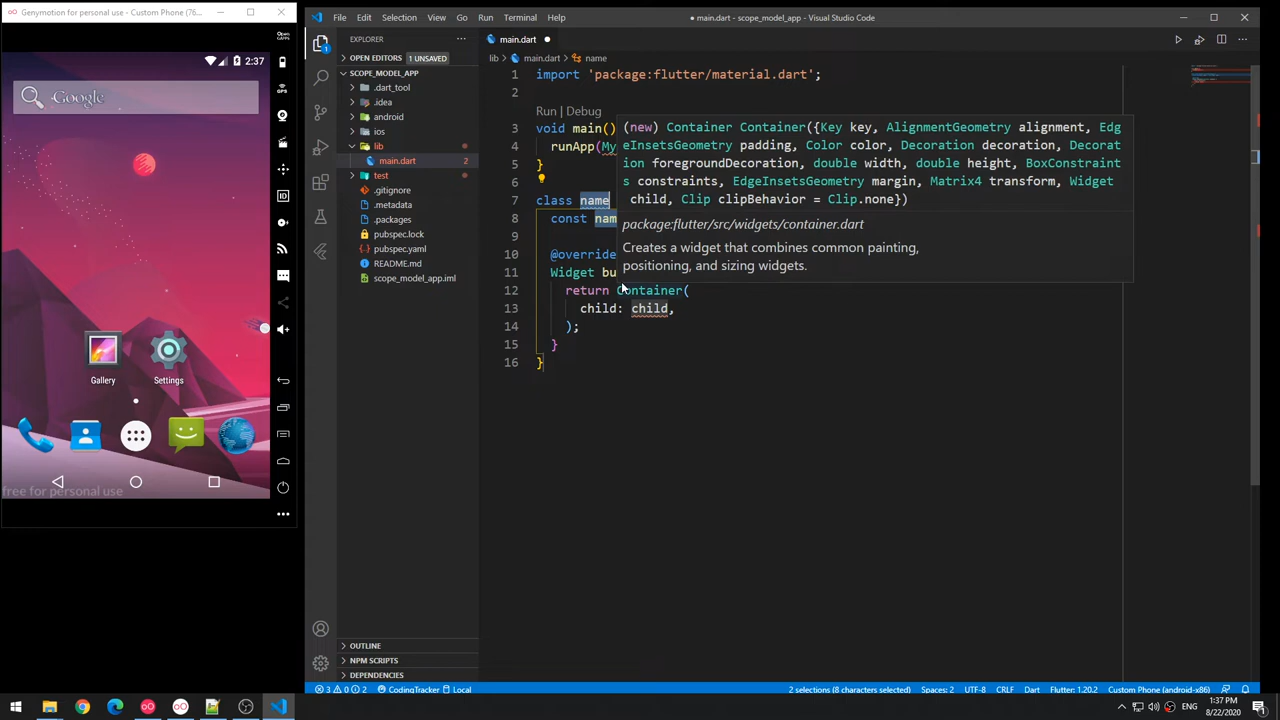 Genymotion for personal use - Custom Phone (76...
OPEN GAPPS
2:37
Google
Gallery
Settings
free for personal use
ID
File Edit Selection View Go Run Terminal Help
● main.dart - scope_model_app - Visual Studio Code
EXPLORER
1
OPEN EDITORS 1 UNSAVED
SCOPE_MODEL_APP
.dart_tool
.idea
android
ios
lib
main.dart 2
test
.gitignore
.metadata
.packages
pubspec.lock
pubspec.yaml
README.md
scope_model_app.iml
OUTLINE
NPM SCRIPTS
DEPENDENCIES
main.dart
lib > main.dart > name
1 import 'package:flutter/material.dart';
2
Run | Debug
3 void main()
4 runApp(My
5 }
6
7 class name
8 const nam
9
10 @override
11 Widget bu
12 return Container(
13 child: child,
14 );
15 }
16 }
(new) Container Container({Key key, AlignmentGeometry alignment, Edg
eInsetsGeometry padding, Color color, Decoration decoration, Decorat
ion foregroundDecoration, double width, double height, BoxConstraint
s constraints, EdgeInsetsGeometry margin, Matrix4 transform, Widget
child, Clip clipBehavior = Clip.none})
package:flutter/src/widgets/container.dart
Creates a widget that combines common painting,
positioning, and sizing widgets.
3 0 2 CodingTracker Local
2 selections (8 characters selected) Spaces: 2 UTF-8 CRLF Dart Flutter: 1.20.2 Custom Phone (android-x86)
ENG
1:37 PM
8/22/2020
1